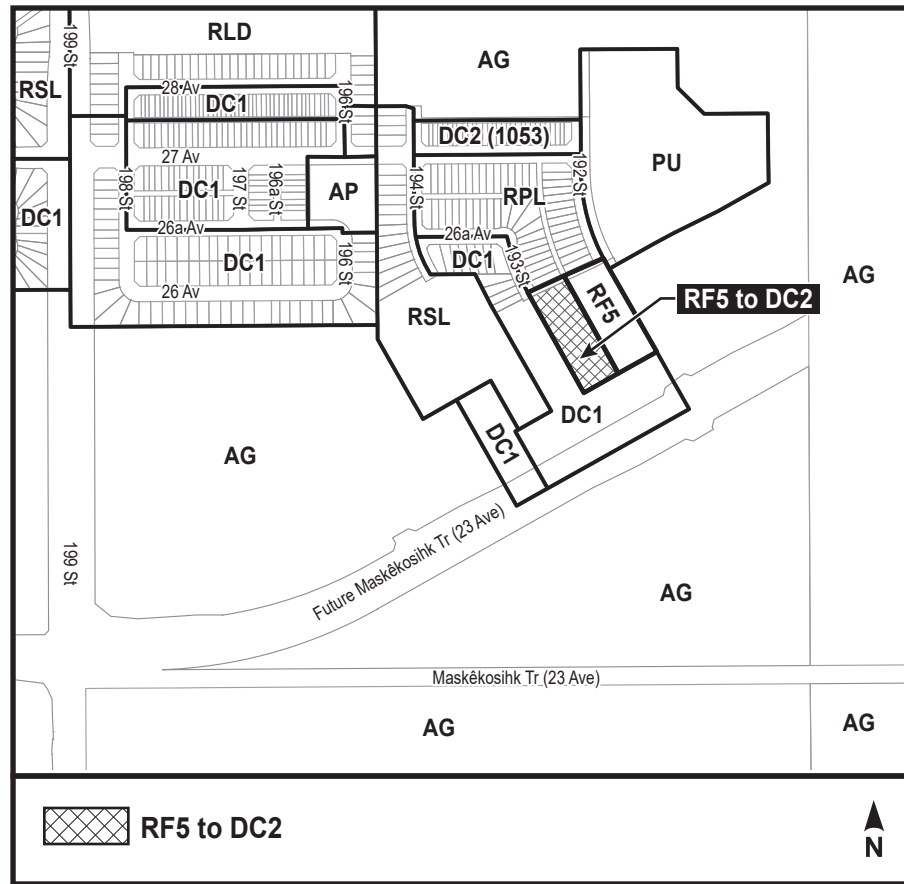 RLD
199 St
AG
RSL
28 Av
196 St
DC1
DC2 (1053)
27 Av
192 St
PU
198 St
DC1
197 St
196a St
AP
194 St
RPL
DC1
26a Av
26a Av
DC1
193 St
DC1
196 St
AG
26 Av
RSL
RF5
RF5 to DC2
DC1
DC1
AG
199 St
Future Maskêkosihk Tr (23 Ave)
AG
Maskêkosihk Tr (23 Ave)
AG
AG
RF5 to DC2
N